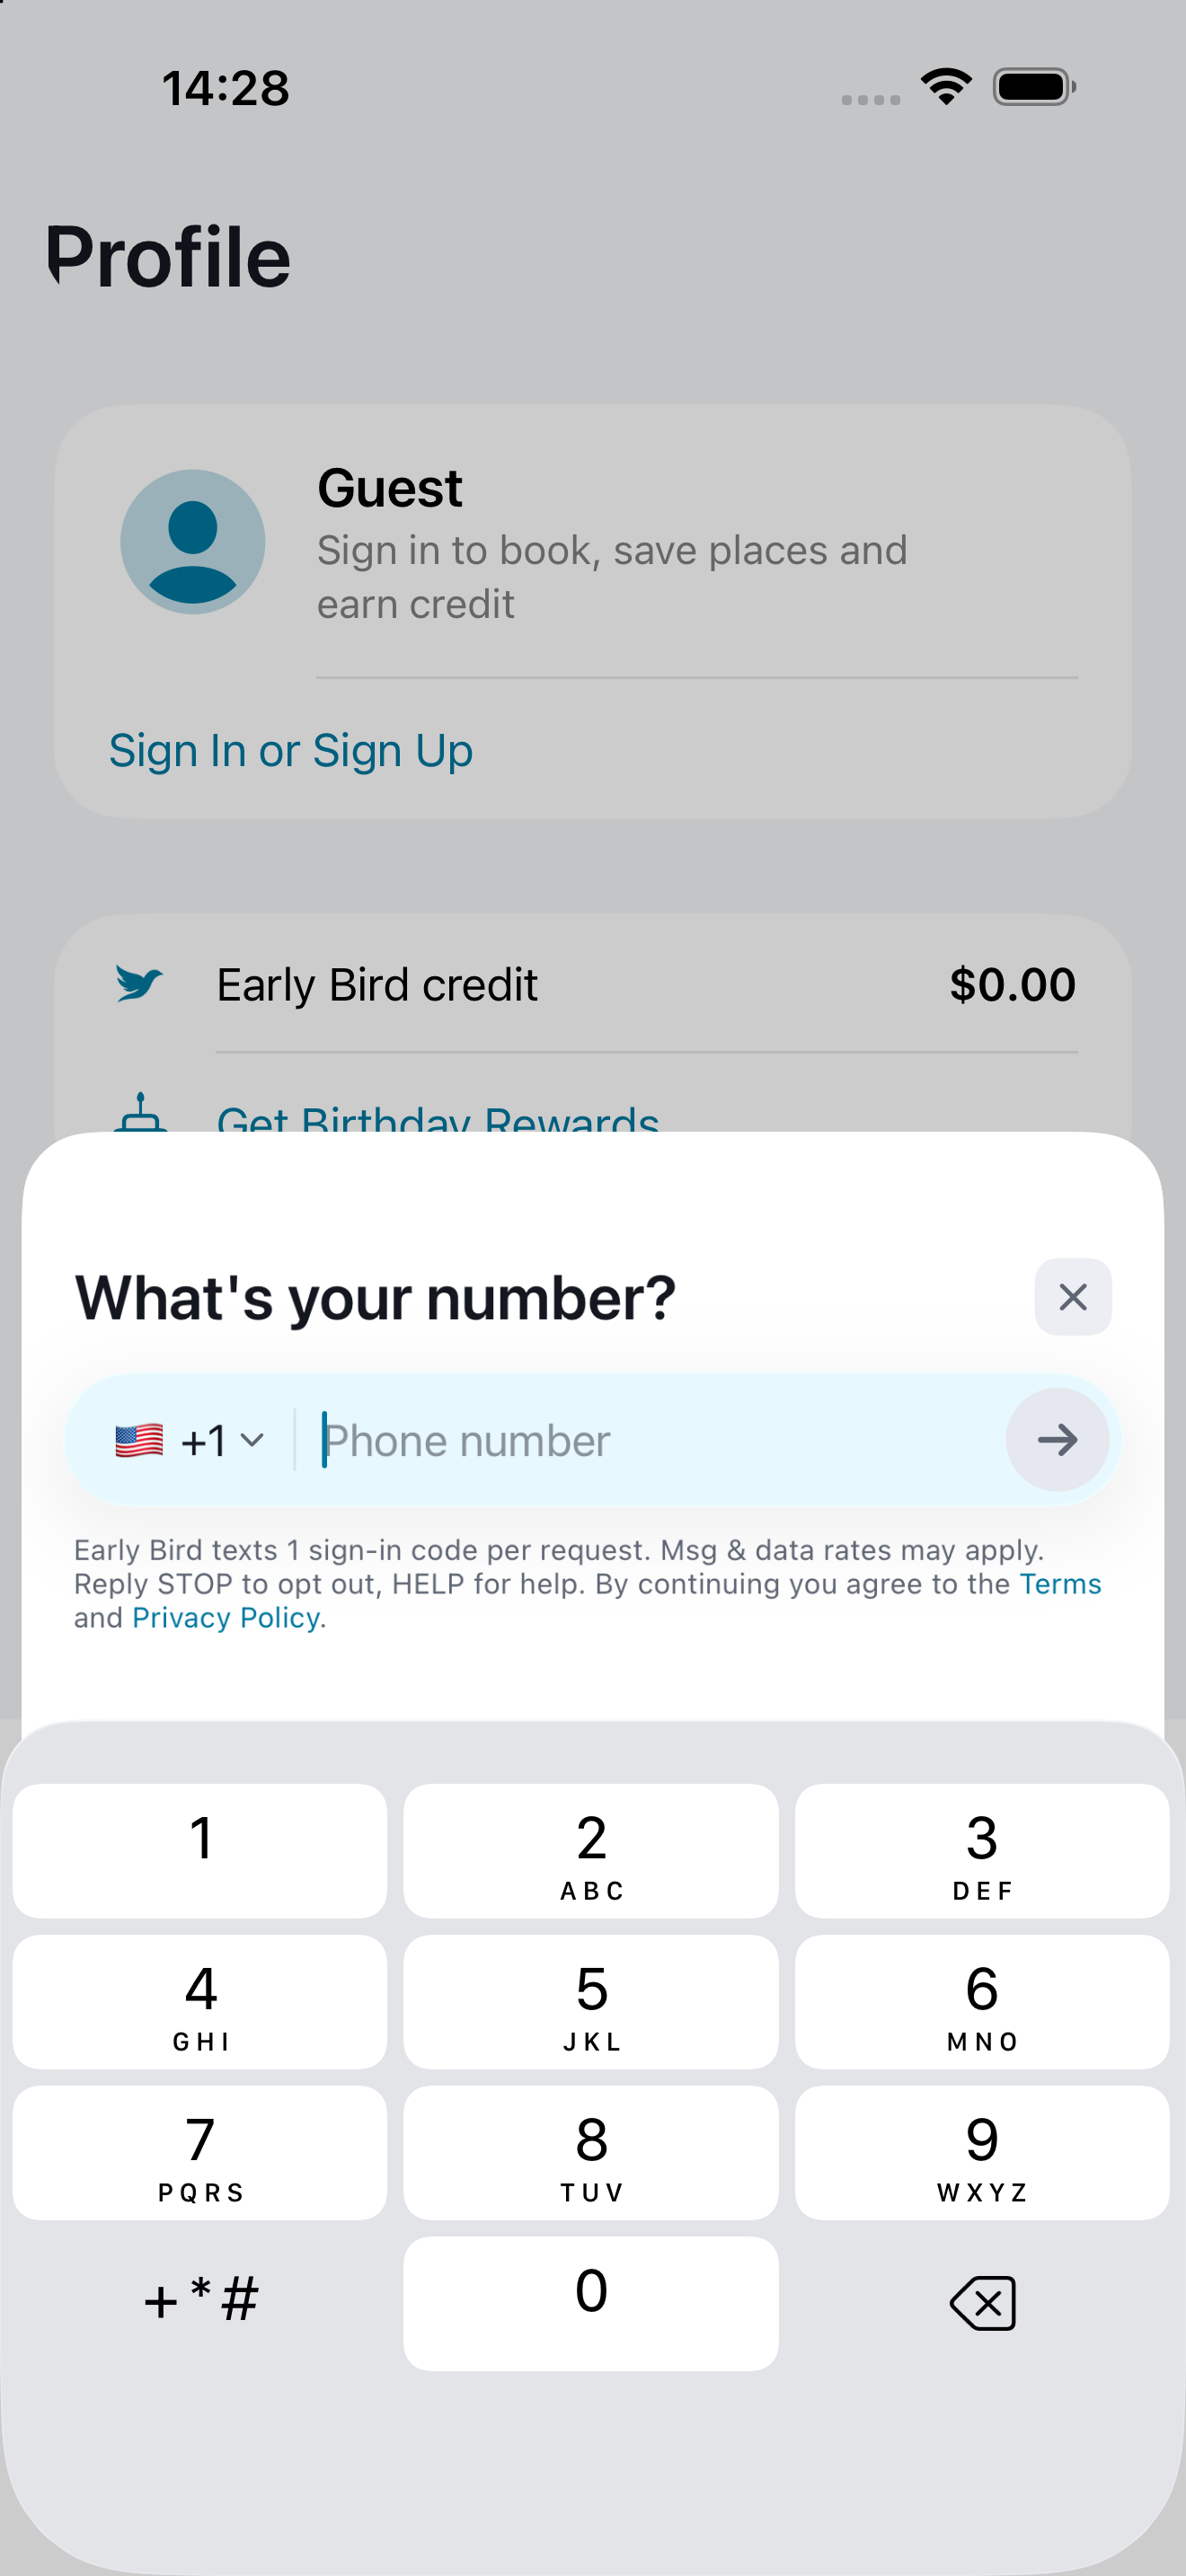 14:28
Profile
Guest
Sign in to book, save places and
earn credit
Sign In or Sign Up
Early Bird credit $0.00
Get Birthday Rewards
What's your number?
🇺🇸 +1 Phone number
Early Bird texts 1 sign-in code per request. Msg & data rates may apply.
Reply STOP to opt out, HELP for help. By continuing you agree to the Terms
and Privacy Policy.
1 2 3
ABC DEF
4 5 6
GHI JKL MNO
7 8 9
PQRS TUV WXYZ
+*# 0